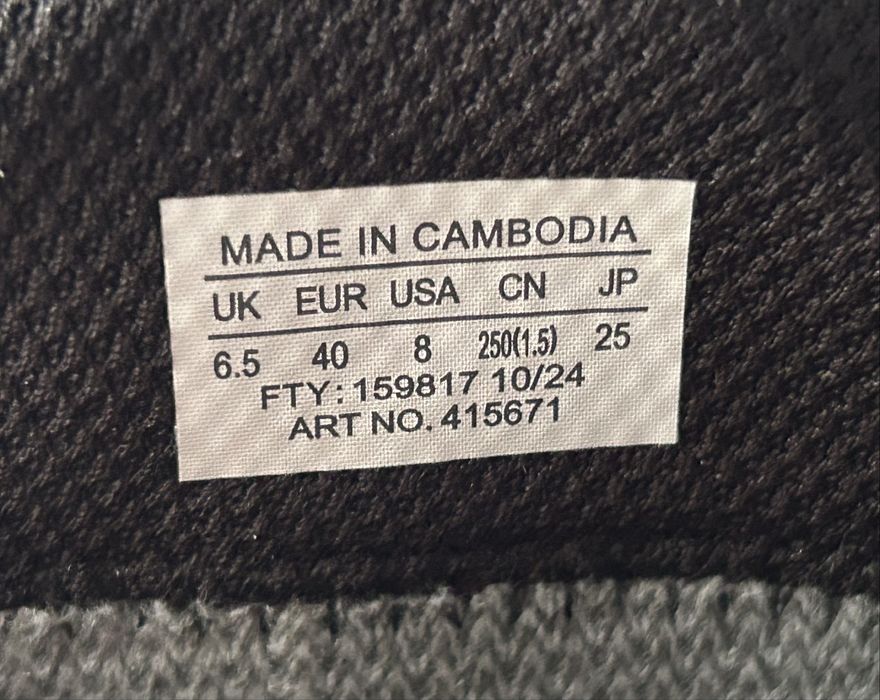 MADE IN CAMBODIA
UK EUR USA CN JP
6.5 40 8 250(1.5) 25
FTY: 159817 10/24
ART NO. 415671